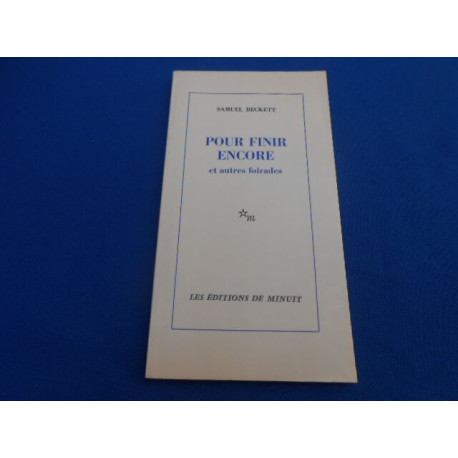 SAMUEL BECKETT
POUR FINIR
ENCORE
et autres foirades
m
LES ÉDITIONS DE MINUIT